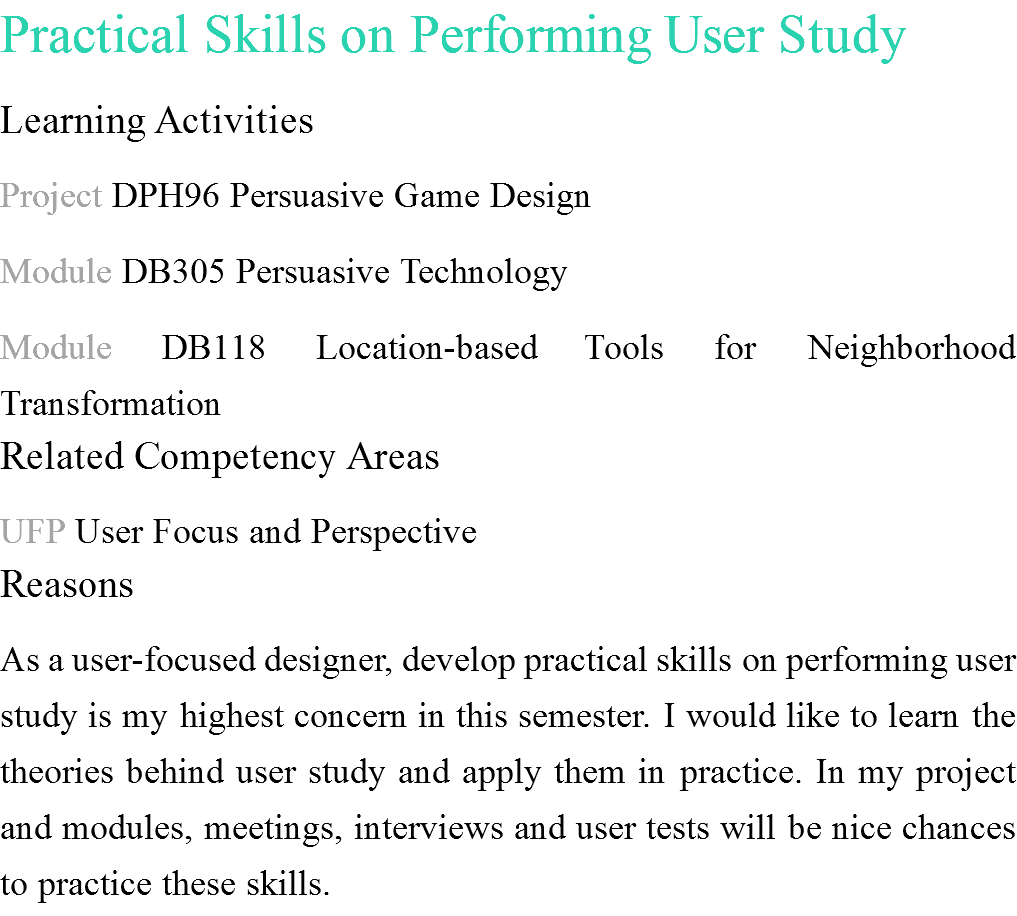 Practical Skills on Performing User Study
Learning Activities
Project DPH96 Persuasive Game Design
Module DB305 Persuasive Technology
Module DB118 Location-based Tools for Neighborhood
Transformation
Related Competency Areas
UFP User Focus and Perspective
Reasons
As a user-focused designer, develop practical skills on performing user
study is my highest concern in this semester. I would like to learn the
theories behind user study and apply them in practice. In my project
and modules, meetings, interviews and user tests will be nice chances
to practice these skills.